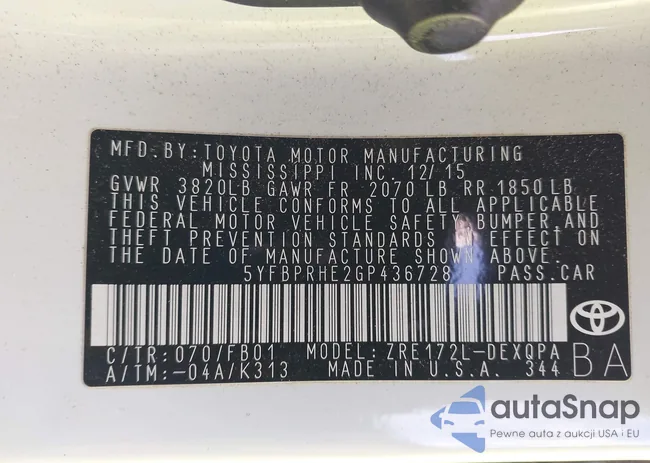 MFD.BY:TOYOTA MOTOR MANUFACTURING
MISSISSIPPI INC. 12/15
GVWR 3820LB GAWR FR 2070 LB RR 1850 LB
THIS VEHICLE CONFORMS TO ALL APPLICABLE
FEDERAL MOTOR VEHICLE SAFETY, BUMPER,AND
THEFT PREVENTION STANDARDS IN EFFECT ON
THE DATE OF MANUFACTURE SHOWN ABOVE.
5YFBPRHE2GP436728 PASS.CAR
C/TR:070/FB01 MODEL:ZRE172L-DEXQPA
A/TM:-04A/K313 MADE IN U.S.A. 344 BA
autaSnap
Pewne auta z aukcji USA i EU